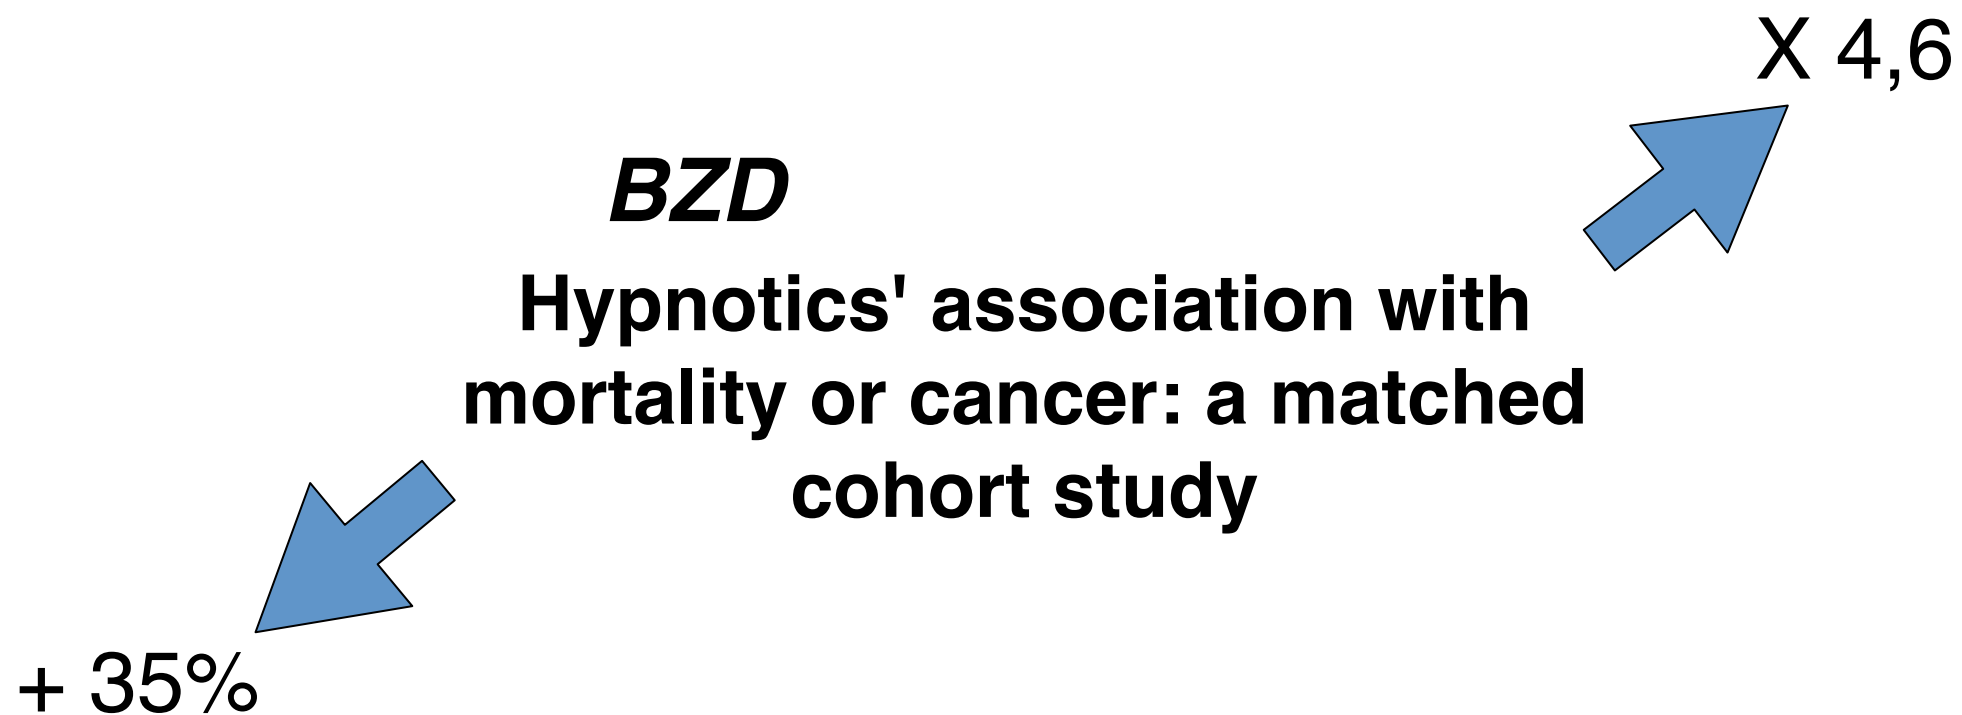 X 4,6
BZD
Hypnotics' association with
mortality or cancer: a matched
cohort study
+ 35%